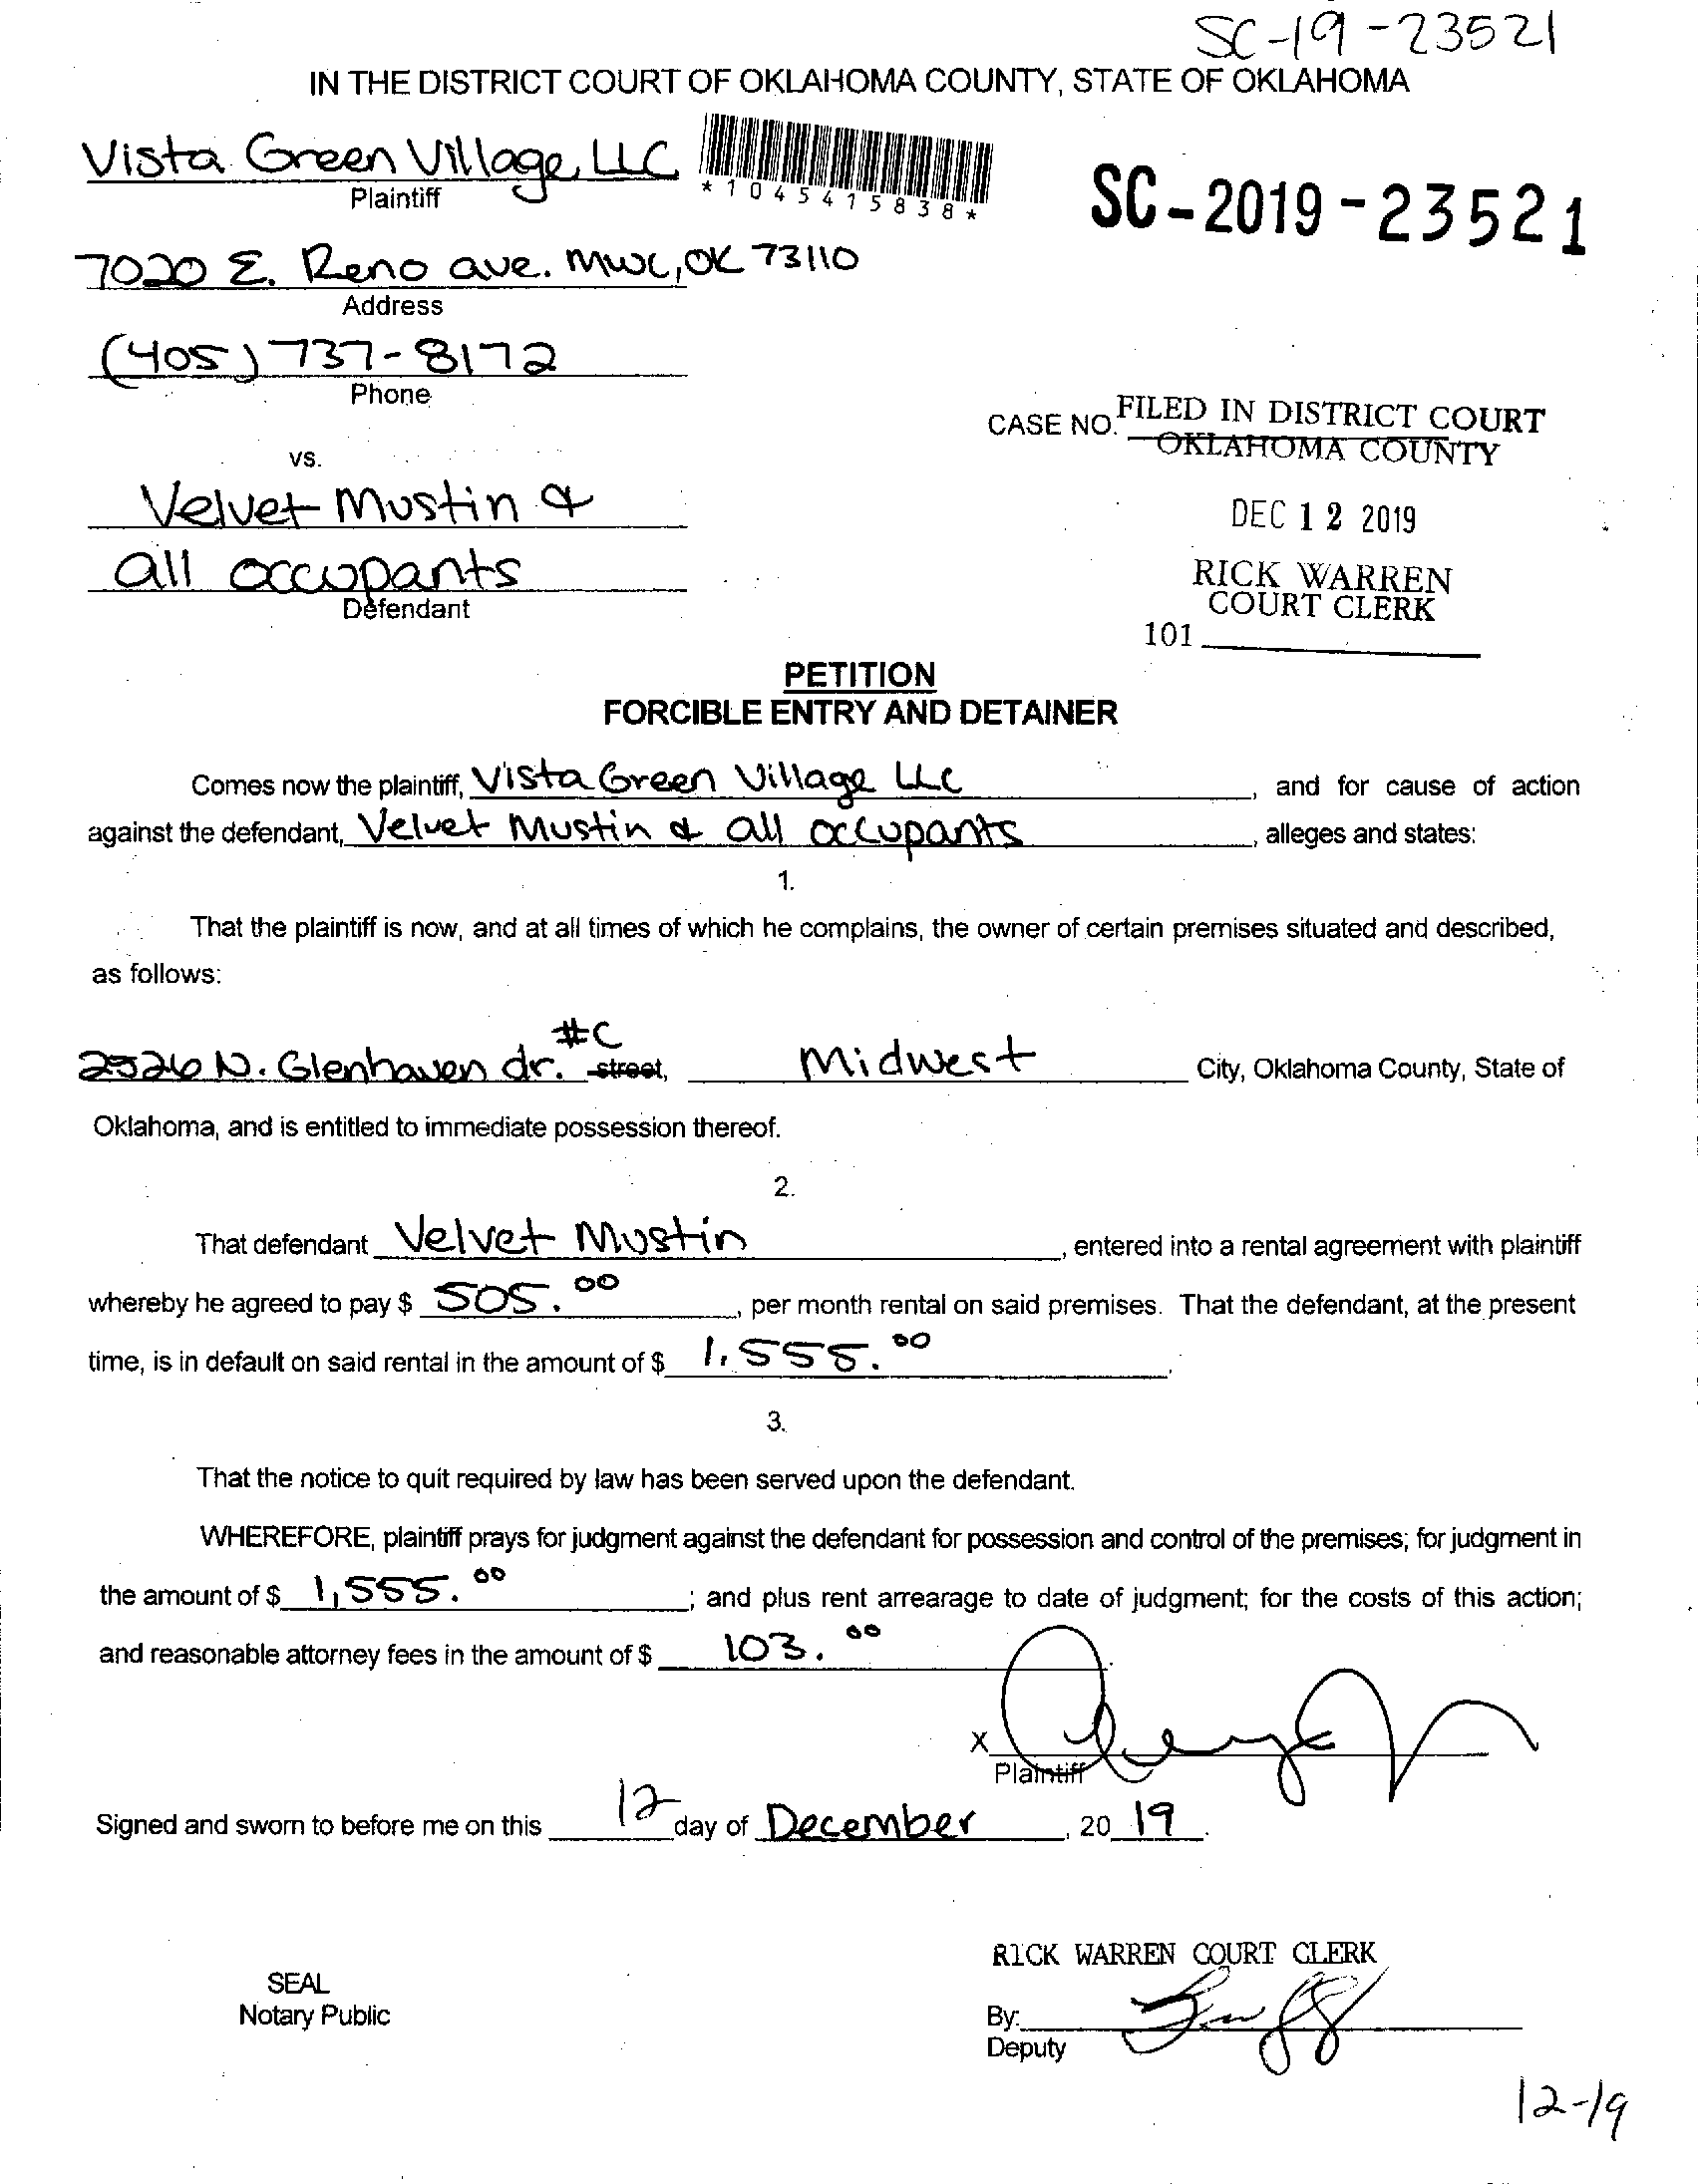 SC-19-23521
IN THE DISTRICT COURT OF OKLAHOMA COUNTY, STATE OF OKLAHOMA
Vista Green Village, LLC
Plaintiff
*1045415838*
SC-2019-23521
7020 E. Reno ave. MWC, OK 73110
Address
(405) 737-8172
Phone
CASE NO.
FILED IN DISTRICT COURT
OKLAHOMA COUNTY
vs.
Velvet Mustin &
all occupants
Defendant
DEC 12 2019
RICK WARREN
COURT CLERK
101
PETITION
FORCIBLE ENTRY AND DETAINER
Comes now the plaintiff, Vista Green Village LLC, and for cause of action
against the defendant, Velvet Mustin & all occupants, alleges and states:
1.
That the plaintiff is now, and at all times of which he complains, the owner of certain premises situated and described,
as follows:
2526 N. Glenhaven dr. #C street, Midwest City, Oklahoma County, State of
Oklahoma, and is entitled to immediate possession thereof.
2.
That defendant Velvet Mustin, entered into a rental agreement with plaintiff
whereby he agreed to pay $ 505.00, per month rental on said premises. That the defendant, at the present
time, is in default on said rental in the amount of $ 1,555.00.
3.
That the notice to quit required by law has been served upon the defendant.
WHEREFORE, plaintiff prays for judgment against the defendant for possession and control of the premises; for judgment in
the amount of $ 1,555.00; and plus rent arrearage to date of judgment; for the costs of this action;
and reasonable attorney fees in the amount of $ 103.00
X
Plaintiff
Signed and sworn to before me on this 12 day of December, 20 19.
RICK WARREN COURT CLERK
SEAL
Notary Public
By:
Deputy
12-19